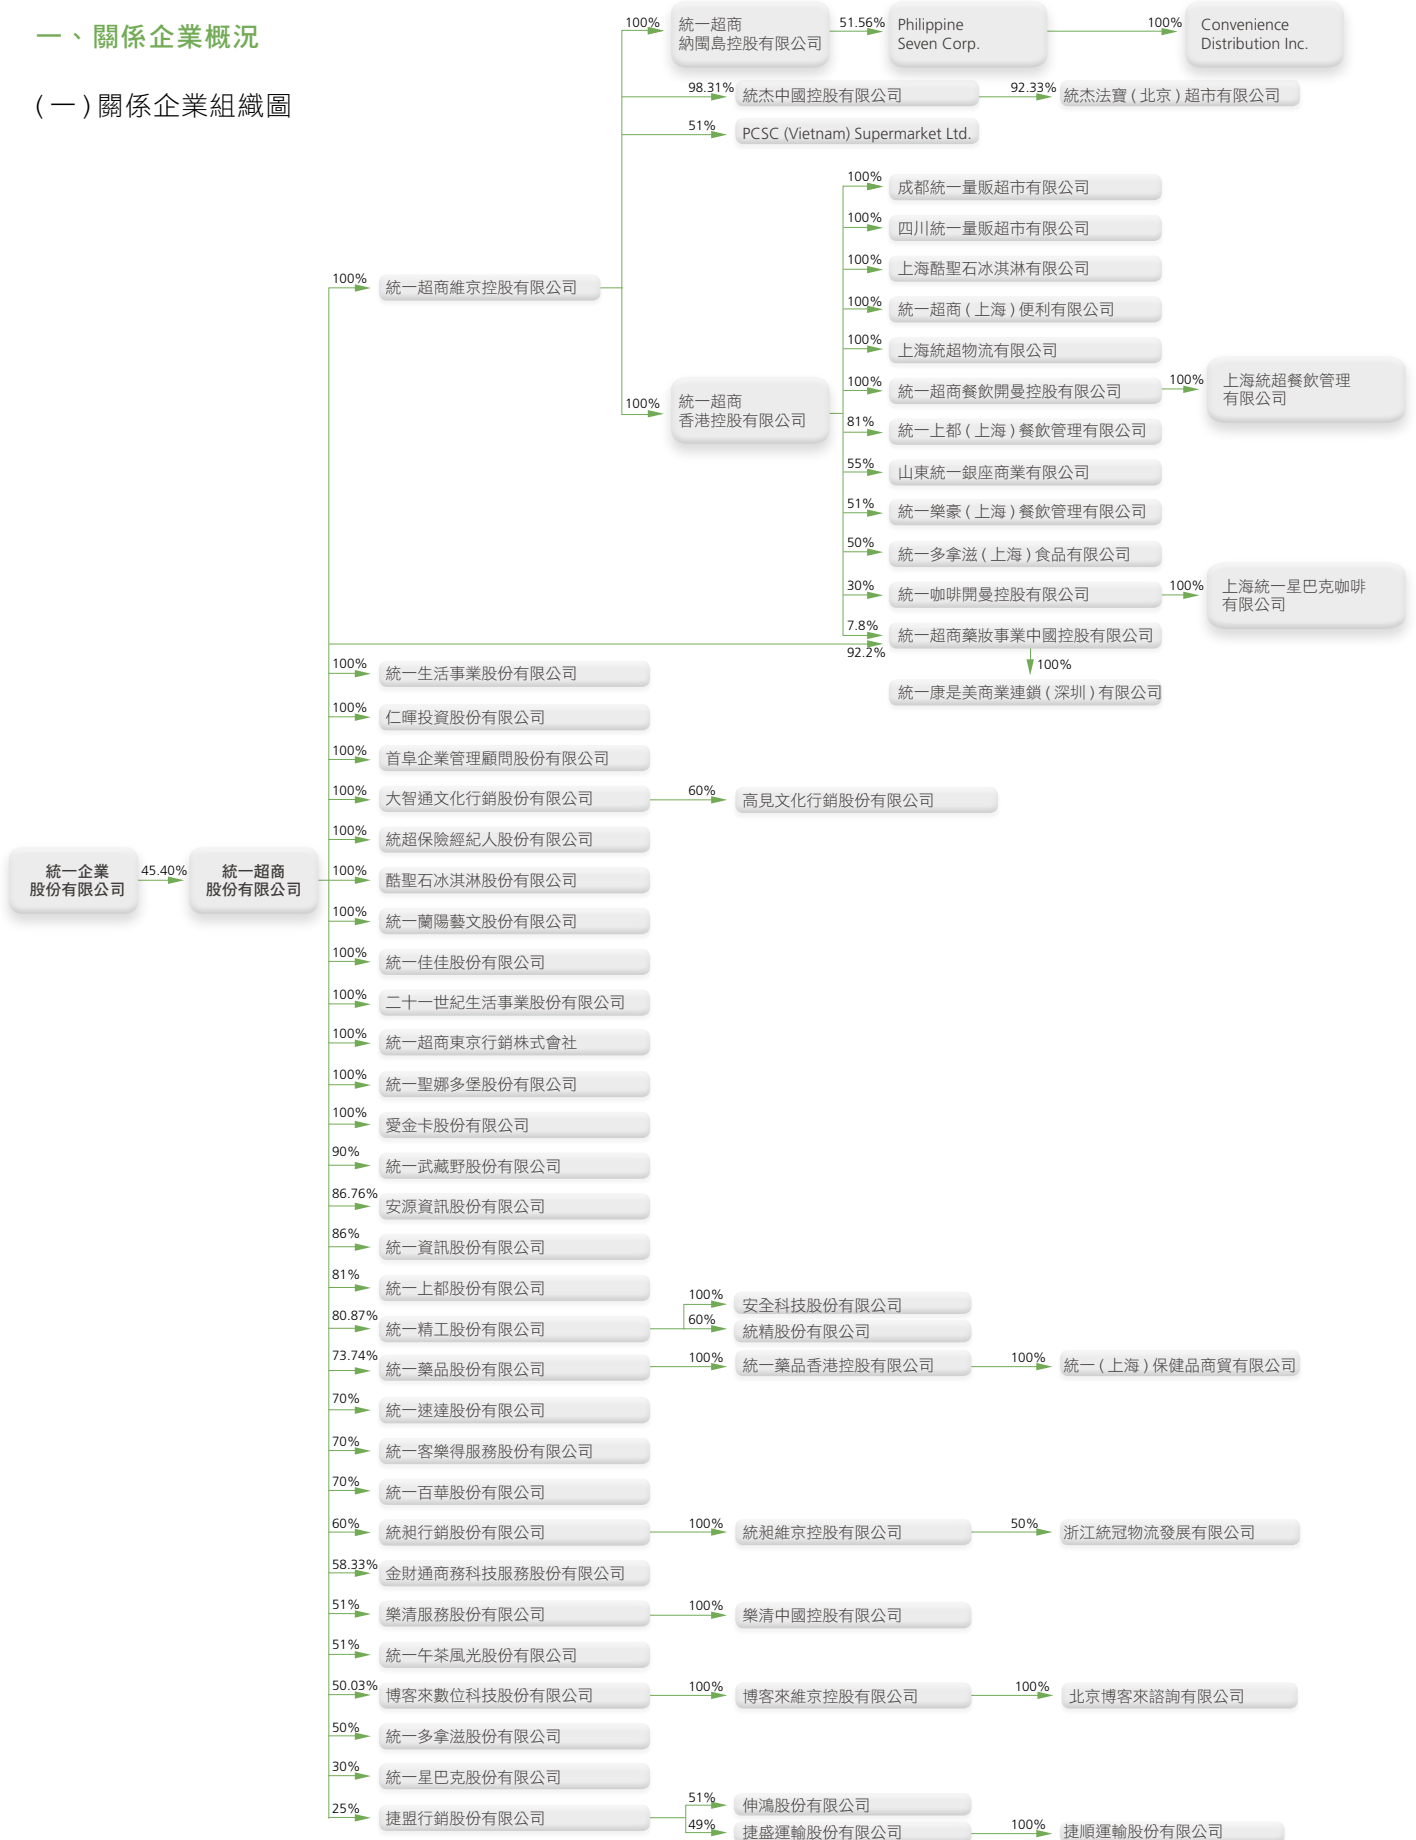 一、關係企業概況
(一)關係企業組織圖
100%
統一超商
納閩島控股有限公司
51.56%
Philippine
Seven Corp.
100%
Convenience
Distribution Inc.
98.31%
統杰中國控股有限公司
92.33%
統杰法寶(北京)超市有限公司
51%
PCSC (Vietnam) Supermarket Ltd.
100%
成都統一量販超市有限公司
100%
四川統一量販超市有限公司
100%
上海酷聖石冰淇淋有限公司
100%
統一超商維京控股有限公司
100%
統一超商(上海)便利有限公司
100%
上海統超物流有限公司
100%
統一超商
香港控股有限公司
100%
統一超商餐飲開曼控股有限公司
100%
上海統超餐飲管理
有限公司
81%
統一上都(上海)餐飲管理有限公司
55%
山東統一銀座商業有限公司
51%
統一樂豪(上海)餐飲管理有限公司
50%
統一多拿滋(上海)食品有限公司
30%
統一咖啡開曼控股有限公司
100%
上海統一星巴克咖啡
有限公司
7.8%
統一超商藥妝事業中國控股有限公司
92.2%
100%
統一康是美商業連鎖(深圳)有限公司
100%
統一生活事業股份有限公司
100%
仁暉投資股份有限公司
100%
首阜企業管理顧問股份有限公司
100%
大智通文化行銷股份有限公司
60%
高見文化行銷股份有限公司
100%
統超保險經紀人股份有限公司
統一企業
股份有限公司
45.40%
統一超商
股份有限公司
100%
酷聖石冰淇淋股份有限公司
100%
統一蘭陽藝文股份有限公司
100%
統一佳佳股份有限公司
100%
二十一世紀生活事業股份有限公司
100%
統一超商東京行銷株式會社
100%
統一聖娜多堡股份有限公司
100%
愛金卡股份有限公司
90%
統一武藏野股份有限公司
86.76%
安源資訊股份有限公司
86%
統一資訊股份有限公司
81%
統一上都股份有限公司
80.87%
統一精工股份有限公司
100%
安全科技股份有限公司
60%
統精股份有限公司
73.74%
統一藥品股份有限公司
100%
統一藥品香港控股有限公司
100%
統一(上海)保健品商貿有限公司
70%
統一速達股份有限公司
70%
統一客樂得服務股份有限公司
70%
統一百華股份有限公司
60%
統昶行銷股份有限公司
100%
統昶維京控股有限公司
50%
浙江統冠物流發展有限公司
58.33%
金財通商務科技服務股份有限公司
51%
樂清服務股份有限公司
100%
樂清中國控股有限公司
51%
統一午茶風光股份有限公司
50.03%
博客來數位科技股份有限公司
100%
博客來維京控股有限公司
100%
北京博客來諮詢有限公司
50%
統一多拿滋股份有限公司
30%
統一星巴克股份有限公司
25%
捷盟行銷股份有限公司
51%
伸鴻股份有限公司
49%
捷盛運輸股份有限公司
100%
捷順運輸股份有限公司